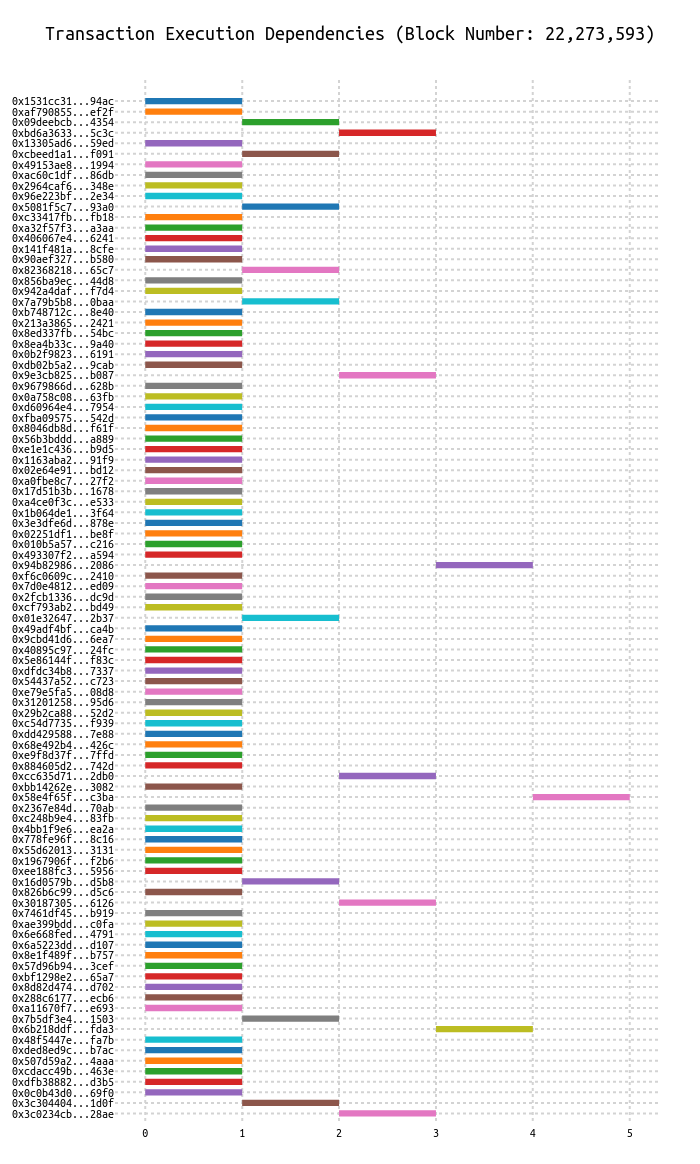 Transaction Execution Dependencies (Block Number: 22,273,593)
0x1531cc31...94ac
0xaf790855...ef2f
0x09deebcb...4354
0xbd6a3633...5c3c
0x13305ad6...59ed
0xcbeed1a1...f091
0x49153ae8...1994
0xac60c1df...86db
0x2964caf6...348e
0x96e223bf...2e34
0x5081f5c7...93a0
0xc33417fb...fb18
0xa32f57f3...a3aa
0x406067e4...6241
0x141f481a...8cfe
0x90aef327...b580
0x82368218...65c7
0x856ba9ec...44d8
0x942a4daf...f7d4
0x7a79b5b8...0baa
0xb748712c...8e40
0x213a3865...2421
0x8ed337fb...54bc
0x8ea4b33c...9a40
0x0b2f9823...6191
0xdb02b5a2...9cab
0x9e3cb825...b087
0x9679866d...628b
0x0a758c08...63fb
0xd60964e4...7954
0xfba09575...542d
0x8046db8d...f61f
0x56b3bddd...a889
0xe1e1c436...b9d5
0x1163aba2...91f9
0x02e64e91...bd12
0xa0fbe8c7...27f2
0x17d51b3b...1678
0xa4ce0f3c...e533
0x1b064de1...3f64
0x3e3dfe6d...878e
0x02251df1...be8f
0x010b5a57...c216
0x493307f2...a594
0x94b82986...2086
0xf6c0609c...2410
0x7d0e4812...ed09
0x2fcb1336...dc9d
0xcf793ab2...bd49
0x01e32647...2b37
0x49adf4bf...ca4b
0x9cbd41d6...6ea7
0x40895c97...24fc
0x5e86144f...f83c
0xdfdc34b8...7337
0x54437a52...c723
0xe79e5fa5...08d8
0x31201258...95d6
0x29b2ca88...52d2
0xc54d7735...f939
0xdd429588...7e88
0x68e492b4...426c
0xe9f8d37f...7ffd
0x884605d2...742d
0xcc635d71...2db0
0xbb14262e...3082
0x58e4f65f...c3ba
0x2367e84d...70ab
0xc248b9e4...83fb
0x4bb1f9e6...ea2a
0x778fe96f...8c16
0x55d62013...3131
0x1967906f...f2b6
0xee188fc3...5956
0x16d0579b...d5b8
0x826b6c99...d5c6
0x30187305...6126
0x7461df45...b919
0xae399bdd...c0fa
0x6e668fed...4791
0x6a5223dd...d107
0x8e1f489f...b757
0x57d96b94...3cef
0xbf1298e2...65a7
0x8d82d474...d702
0x288c6177...ecb6
0xa11670f7...e693
0x7b5df3e4...1503
0x6b218ddf...fda3
0x48f5447e...fa7b
0xded8ed9c...b7ac
0x507d59a2...4aaa
0xcdacc49b...463e
0xdfb38882...d3b5
0x0c0b43d0...69f0
0x3c304404...1d0f
0x3c0234cb...28ae
0 1 2 3 4 5